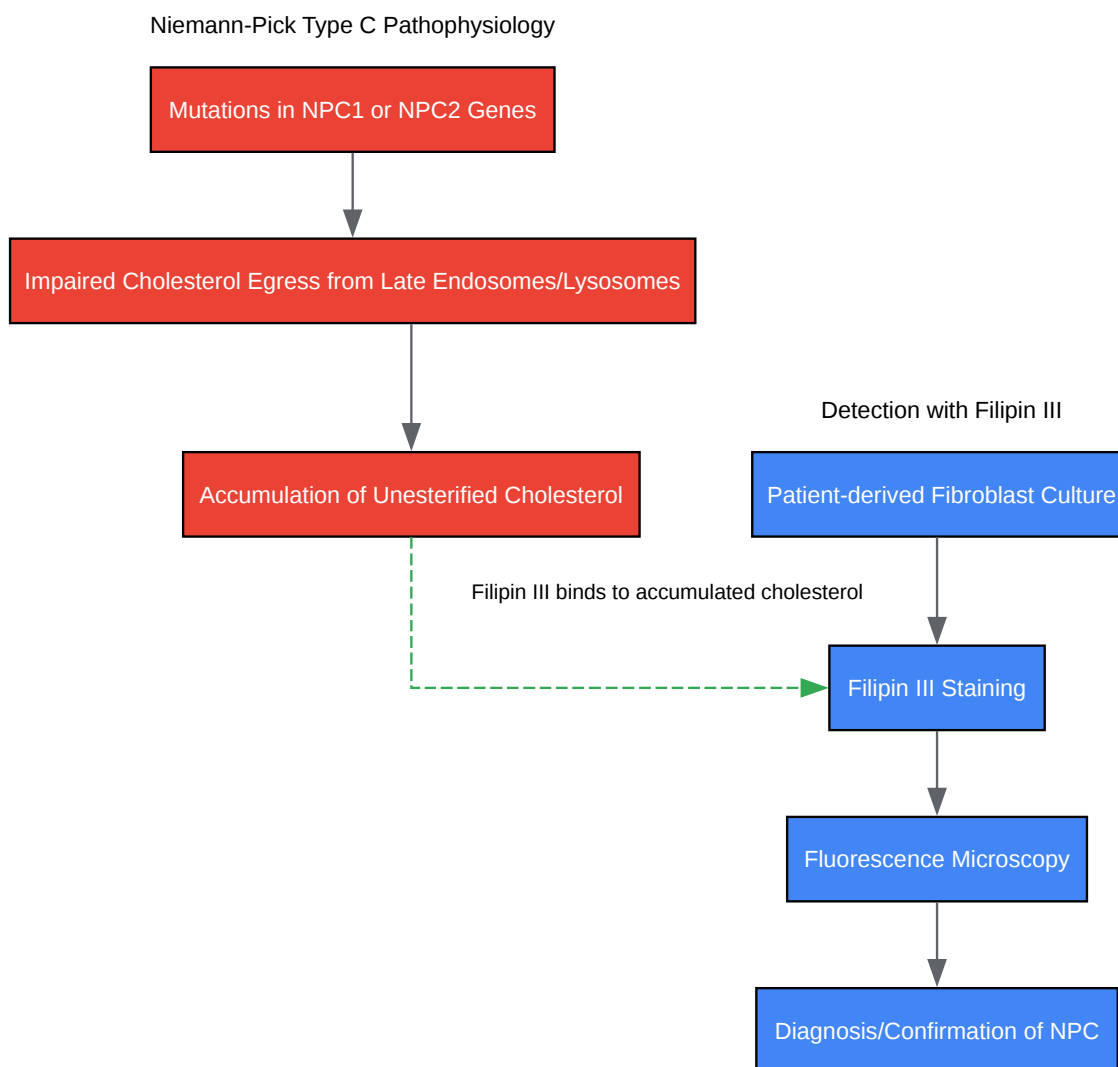 Niemann-Pick Type C Pathophysiology
Mutations in NPC1 or NPC2 Genes
Impaired Cholesterol Egress from Late Endosomes/Lysosomes
Accumulation of Unesterified Cholesterol
Detection with Filipin III
Patient-derived Fibroblast Culture
Filipin III binds to accumulated cholesterol
Filipin III Staining
Fluorescence Microscopy
Diagnosis/Confirmation of NPC